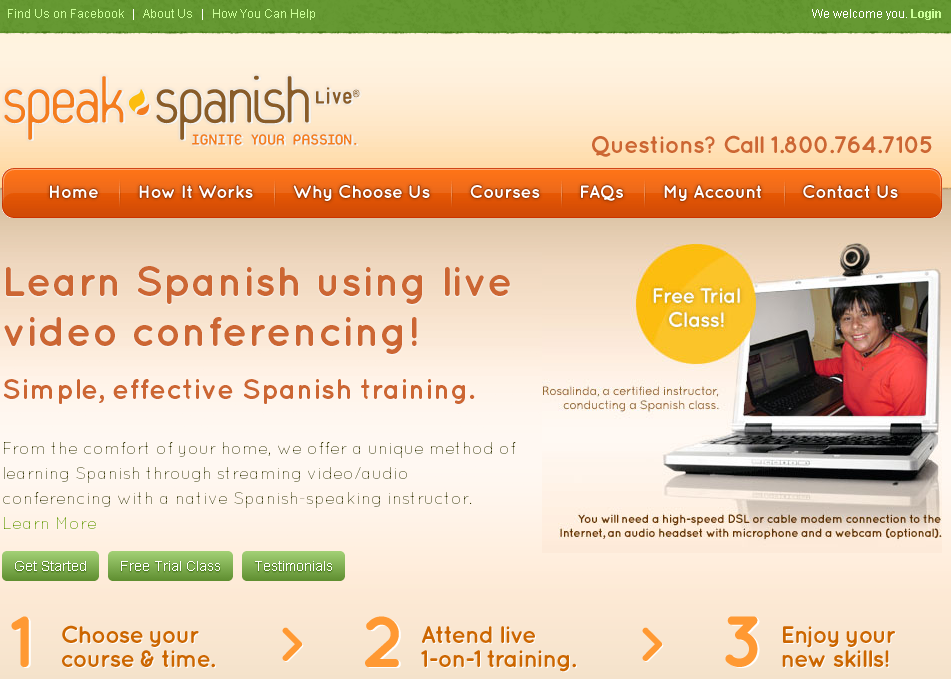 Find Us on Facebook | About Us | How You Can Help
We welcome you. Login
speak spanish Live®
IGNITE YOUR PASSION.
Questions? Call 1.800.764.7105
Home How It Works Why Choose Us Courses FAQs My Account Contact Us
Learn Spanish using live
video conferencing!
Simple, effective Spanish training.
From the comfort of your home, we offer a unique method of
learning Spanish through streaming video/audio
conferencing with a native Spanish-speaking instructor.
Learn More
Get Started Free Trial Class Testimonials
Free Trial
Class!
Rosalinda, a certified instructor,
conducting a Spanish class.
You will need a high-speed DSL or cable modem connection to the
Internet, an audio headset with microphone and a webcam (optional).
1 Choose your
course & time.
2 Attend live
1-on-1 training.
3 Enjoy your
new skills!